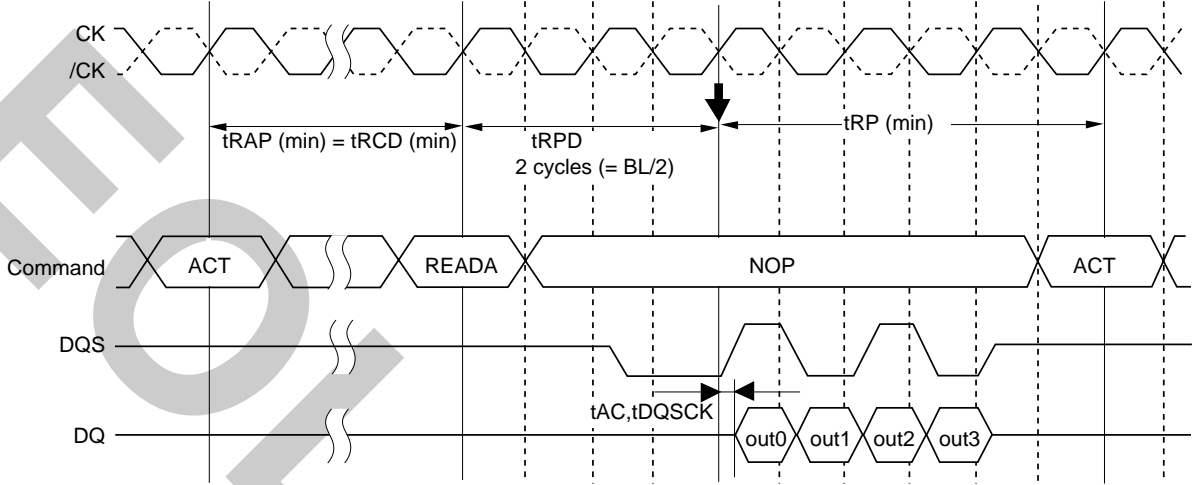 CK
/CK
tRAP (min) = tRCD (min)
tRPD
2 cycles (= BL/2)
tRP (min)
Command
ACT
READA
NOP
ACT
DQS
tAC,tDQSCK
DQ
out0
out1
out2
out3